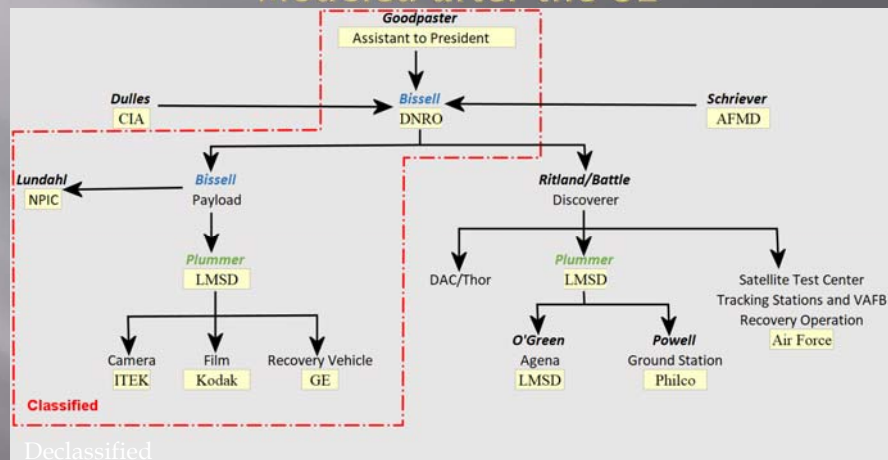 Goodpaster
Assistant to President
Dulles
CIA
Bissell
DNRO
Schriever
AFMD
Lundahl
NPIC
Bissell
Payload
Ritland/Battle
Discoverer
Plummer
LMSD
DAC/Thor
Plummer
LMSD
Satellite Test Center
Tracking Stations and VAFB
Recovery Operation
Air Force
Camera
ITEK
Film
Kodak
Recovery Vehicle
GE
O'Green
Agena
LMSD
Powell
Ground Station
Philco
Classified
Declassified